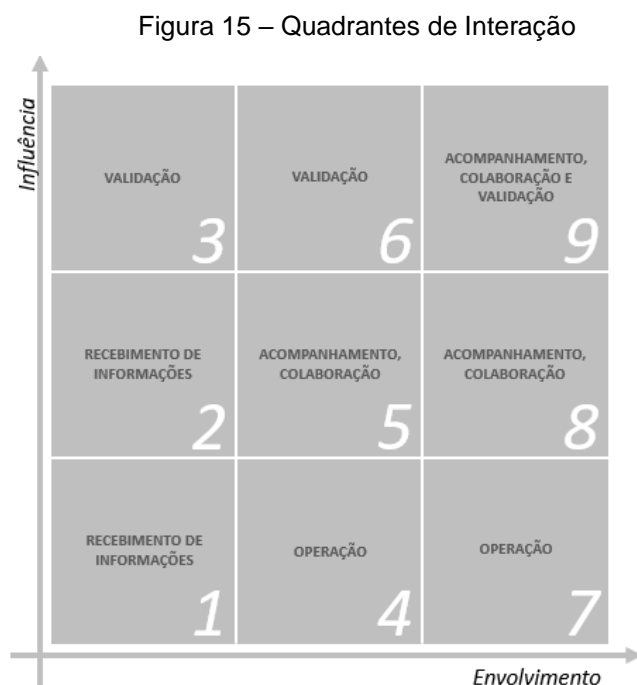 Figura 15 – Quadrantes de Interação
Influência
VALIDAÇÃO
3
VALIDAÇÃO
6
ACOMPANHAMENTO,
COLABORAÇÃO E
VALIDAÇÃO
9
RECEBIMENTO DE
INFORMAÇÕES
2
ACOMPANHAMENTO,
COLABORAÇÃO
5
ACOMPANHAMENTO,
COLABORAÇÃO
8
RECEBIMENTO DE
INFORMAÇÕES
1
OPERAÇÃO
4
OPERAÇÃO
7
Envolvimento